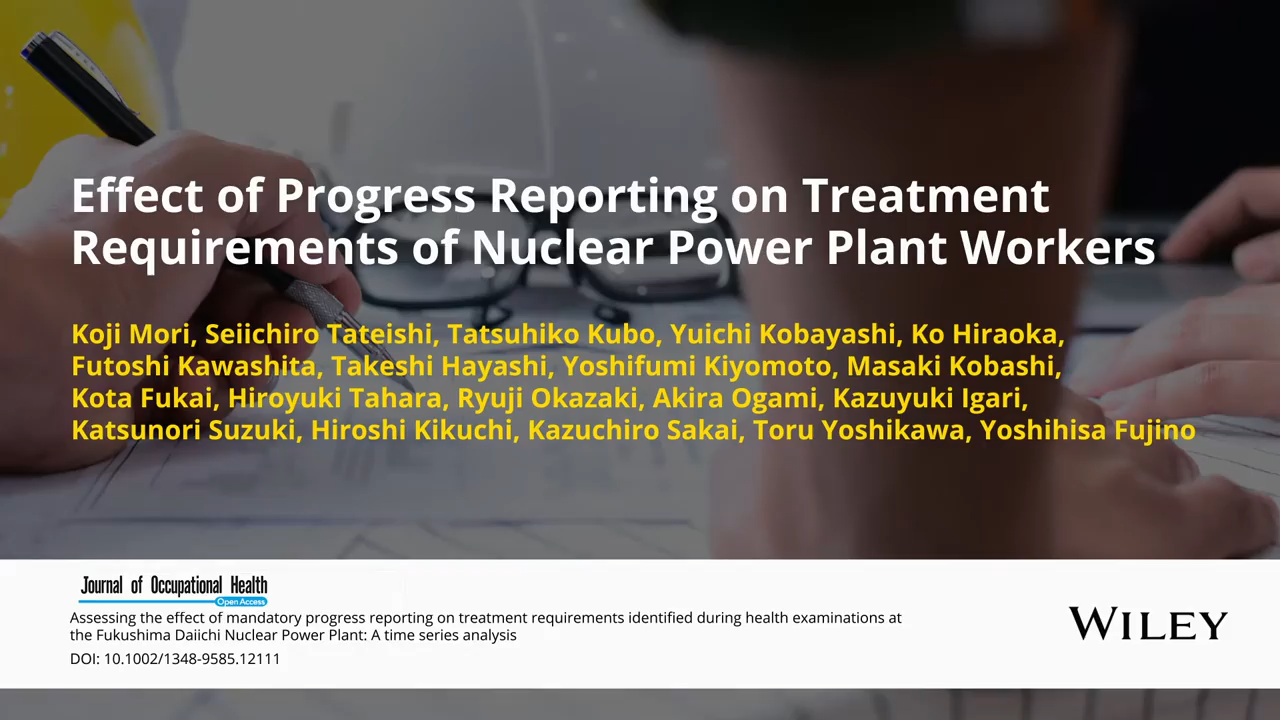 Effect of Progress Reporting on Treatment
Requirements of Nuclear Power Plant Workers
Koji Mori, Seiichiro Tateishi, Tatsuhiko Kubo, Yuichi Kobayashi, Ko Hiraoka,
Futoshi Kawashita, Takeshi Hayashi, Yoshifumi Kiyomoto, Masaki Kobashi,
Kota Fukai, Hiroyuki Tahara, Ryuji Okazaki, Akira Ogami, Kazuyuki Igari,
Katsunori Suzuki, Hiroshi Kikuchi, Kazuchiro Sakai, Toru Yoshikawa, Yoshihisa Fujino
Journal of Occupational Health
Open Access
Assessing the effect of mandatory progress reporting on treatment requirements identified during health examinations at
the Fukushima Daiichi Nuclear Power Plant: A time series analysis
DOI: 10.1002/1348-9585.12111
WILEY